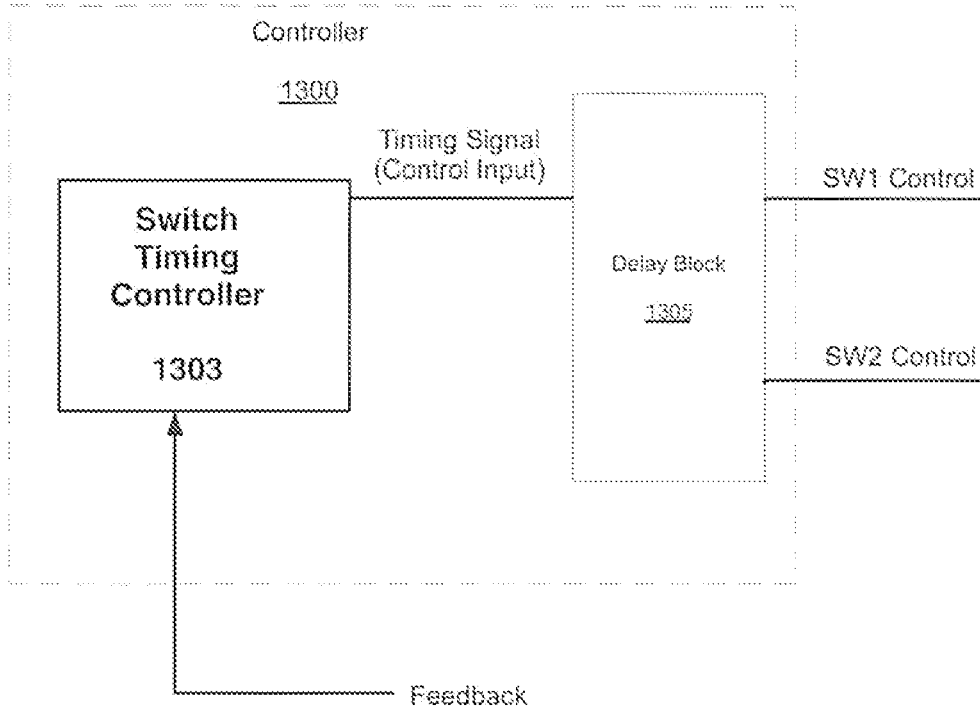 Controller
1300
Timing Signal
(Control Input)
SW1 Control
Switch
Timing
Controller
1303
Delay Block
1305
SW2 Control
Feedback